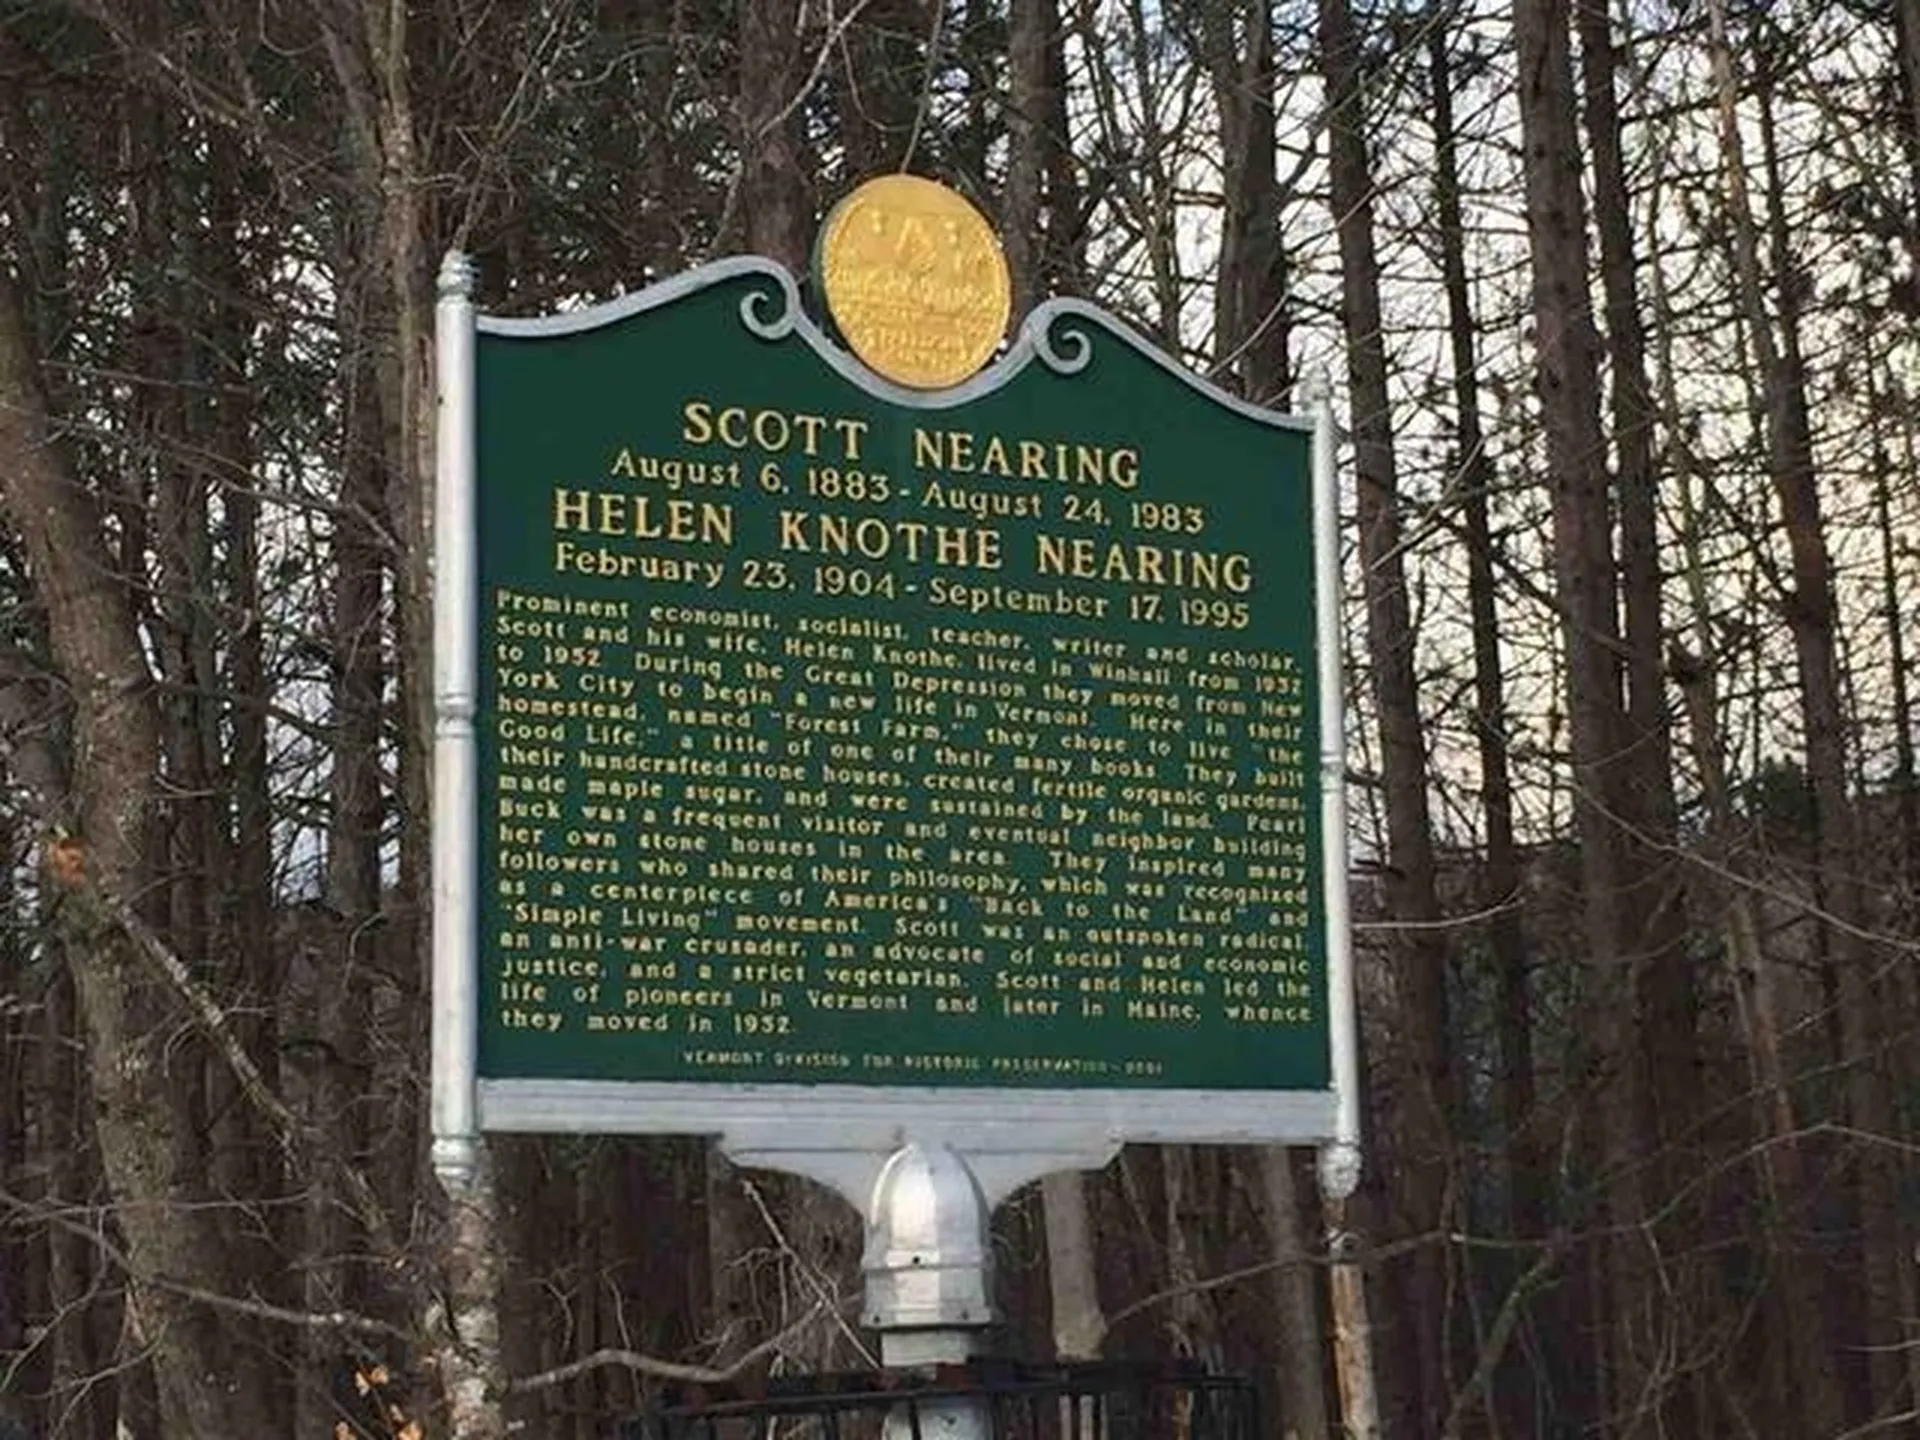 SCOTT NEARING
August 6, 1883 - August 24, 1983
HELEN KNOTHE NEARING
February 23, 1904 - September 17, 1995
Prominent economist, socialist, teacher, writer and scholar,
Scott and his wife, Helen Knothe, lived in Winhall from 1932
to 1952. During the Great Depression they moved from New
York City to begin a new life in Vermont. Here in their
homestead, named "Forest Farm," they chose to live "the
Good Life," a title of one of their many books. They built
their handcrafted stone houses, created fertile organic gardens,
made maple sugar, and were sustained by the land. Pearl
Buck was a frequent visitor and eventual neighbor building
her own stone houses in the area. They inspired many
followers who shared their philosophy, which was recognized
as a centerpiece of America's "Back to the Land" and
"Simple Living" movement. Scott was an outspoken radical,
an anti-war crusader, an advocate of social and economic
justice, and a strict vegetarian. Scott and Helen led the
life of pioneers in Vermont and later in Maine, whence
they moved in 1952.
VERMONT DIVISION FOR HISTORIC PRESERVATION -